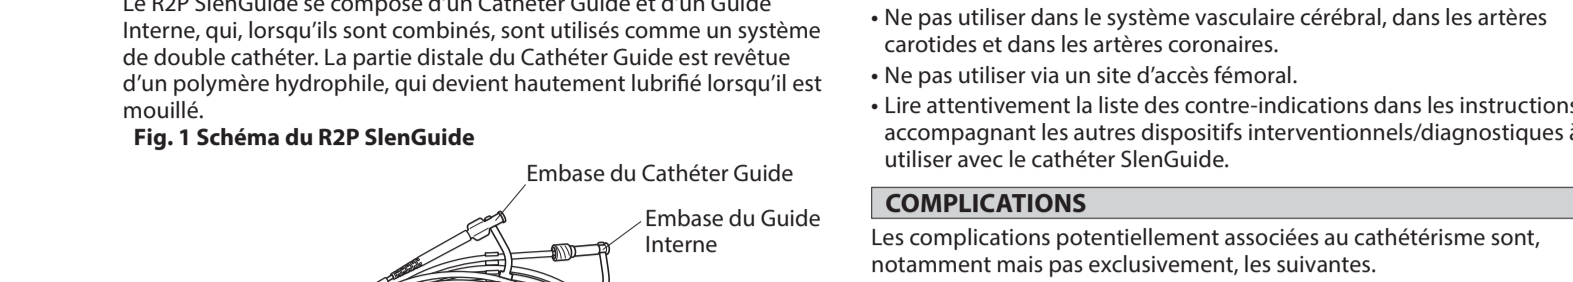 Le R2P SlenGuide se compose d'un Cathéter Guide et d'un Guide
Interne, qui, lorsqu'ils sont combinés, sont utilisés comme un système
de double cathéter. La partie distale du Cathéter Guide est revêtue
d'un polymère hydrophile, qui devient hautement lubrifié lorsqu'il est
mouillé.
Fig. 1 Schéma du R2P SlenGuide
Embase du Cathéter Guide
Embase du Guide
Interne
• Ne pas utiliser dans le système vasculaire cérébral, dans les artères
carotides et dans les artères coronaires.
• Ne pas utiliser via un site d'accès fémoral.
• Lire attentivement la liste des contre-indications dans les instructions
accompagnant les autres dispositifs interventionnels/diagnostiques à
utiliser avec le cathéter SlenGuide.
COMPLICATIONS
Les complications potentiellement associées au cathétérisme sont,
notamment mais pas exclusivement, les suivantes.